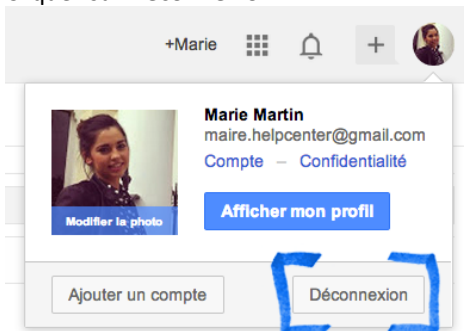 +Marie
Marie Martin
maire.helpcenter@gmail.com
Compte – Confidentialité
Modifier la photo
Afficher mon profil
Ajouter un compte
Déconnexion